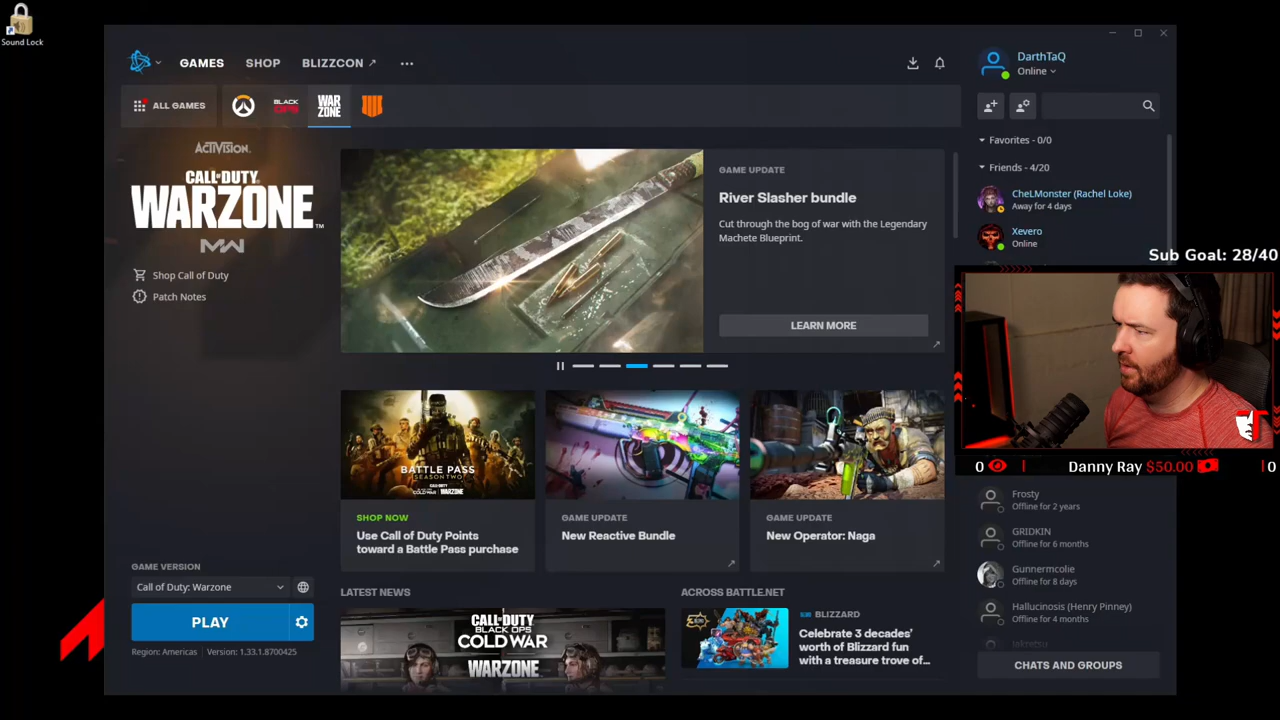 Sound Lock
GAMES
SHOP
BLIZZCON
DarthTaQ
Online
ALL GAMES
BLACK
OPS
WAR
ZONE
ACTIVISION.
CALL OF DUTY
WARZONE
MW
Shop Call of Duty
Patch Notes
GAME UPDATE
River Slasher bundle
Cut through the bog of war with the Legendary
Machete Blueprint.
LEARN MORE
Favorites - 0/0
Friends - 4/20
CheLMonster (Rachel Loke)
Away for 4 days
Xevero
Online
Sub Goal: 28/40
0
Danny Ray $50.00
0
BATTLE PASS
SEASON TWO
SHOP NOW
Use Call of Duty Points
toward a Battle Pass purchase
GAME UPDATE
New Reactive Bundle
GAME UPDATE
New Operator: Naga
Frosty
Offline for 2 years
GRIDKIN
Offline for 6 months
Gunnermcolie
Offline for 8 days
Hallucinosis (Henry Pinney)
Offline for 4 months
CHATS AND GROUPS
GAME VERSION
Call of Duty: Warzone
PLAY
Region: Americas
Version: 1.33.1.8700425
LATEST NEWS
CALL OF DUTY
BLACK OPS
COLD WAR
WARZONE
ACROSS BATTLE.NET
BLIZZARD
Celebrate 3 decades'
worth of Blizzard fun
with a treasure trove of...